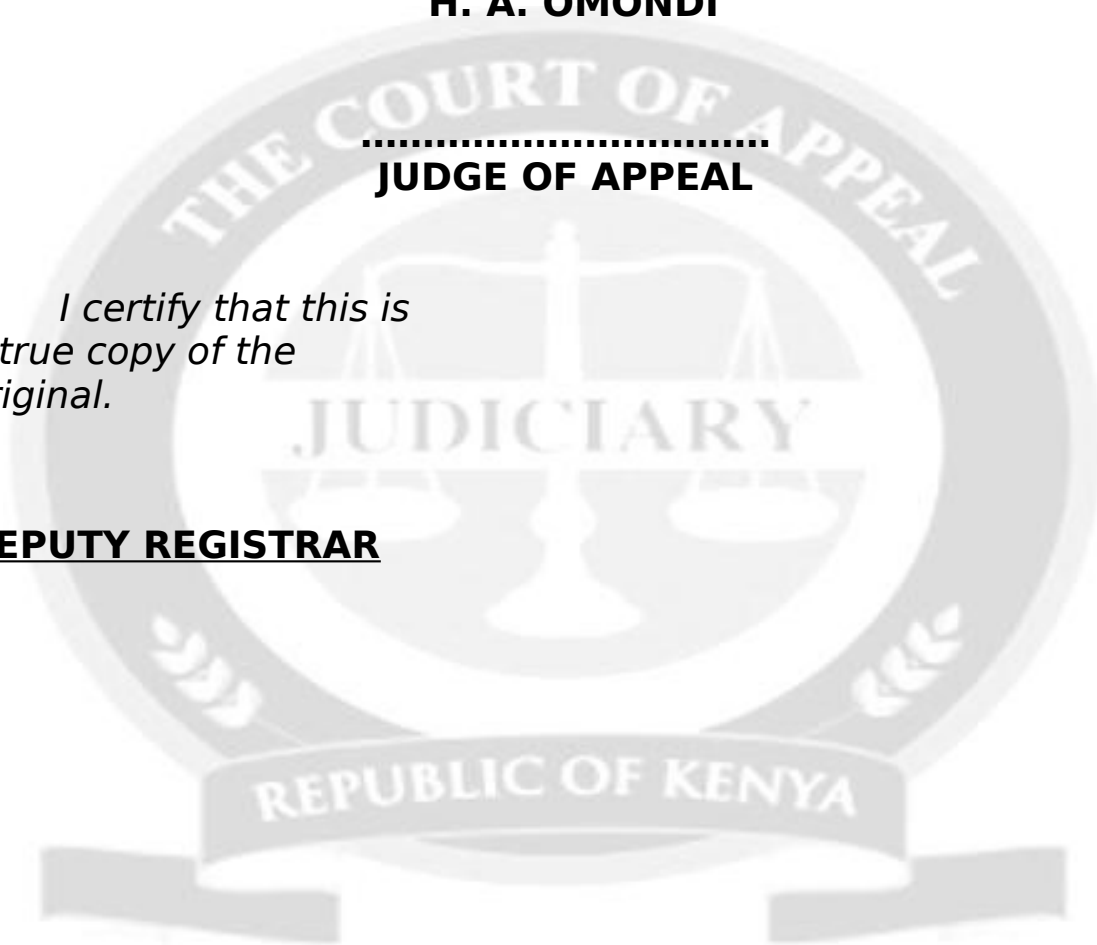 H. A. OMONDI
THE COURT OF APPEAL
.................................
JUDGE OF APPEAL
I certify that this is
true copy of the
riginal.
JUDICIARY
EPUTY REGISTRAR
REPUBLIC OF KENYA